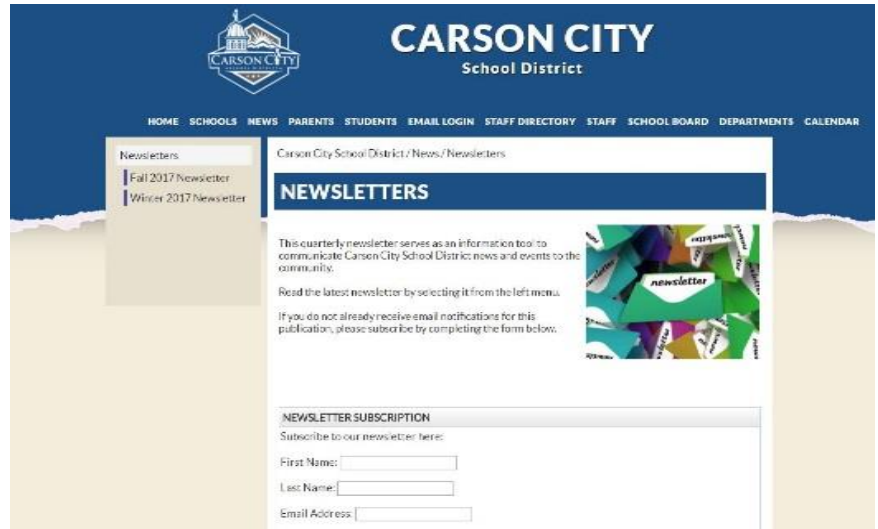 CARSON CITY
CARSON CITY
School District
HOME SCHOOLS NEWS PARENTS STUDENTS EMAIL LOGIN STAFF DIRECTORY STAFF SCHOOL BOARD DEPARTMENTS CALENDAR
Newsletters
Fall 2017 Newsletter
Winter 2017 Newsletter
Carson City School District / News / Newsletters
NEWSLETTERS
This quarterly newsletter serves as an information tool to
communicate Carson City School District news and events to the
community.
Read the latest newsletter by selecting it from the left menu.
If you do not already receive email notifications for this
publication, please subscribe by completing the form below.
newsletter
newsletter
NEWSLETTER SUBSCRIPTION
Subscribe to our newsletter here:
First Name:
Last Name:
Email Address: